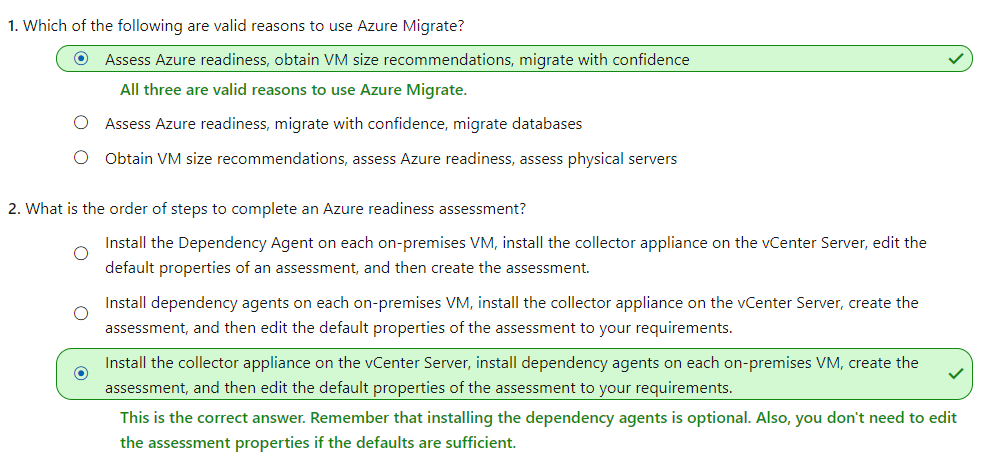 1. Which of the following are valid reasons to use Azure Migrate?
Assess Azure readiness, obtain VM size recommendations, migrate with confidence
All three are valid reasons to use Azure Migrate.
Assess Azure readiness, migrate with confidence, migrate databases
Obtain VM size recommendations, assess Azure readiness, assess physical servers
2. What is the order of steps to complete an Azure readiness assessment?
Install the Dependency Agent on each on-premises VM, install the collector appliance on the vCenter Server, edit the
default properties of an assessment, and then create the assessment.
Install dependency agents on each on-premises VM, install the collector appliance on the vCenter Server, create the
assessment, and then edit the default properties of the assessment to your requirements.
Install the collector appliance on the vCenter Server, install dependency agents on each on-premises VM, create the
assessment, and then edit the default properties of the assessment to your requirements.
This is the correct answer. Remember that installing the dependency agents is optional. Also, you don't need to edit
the assessment properties if the defaults are sufficient.